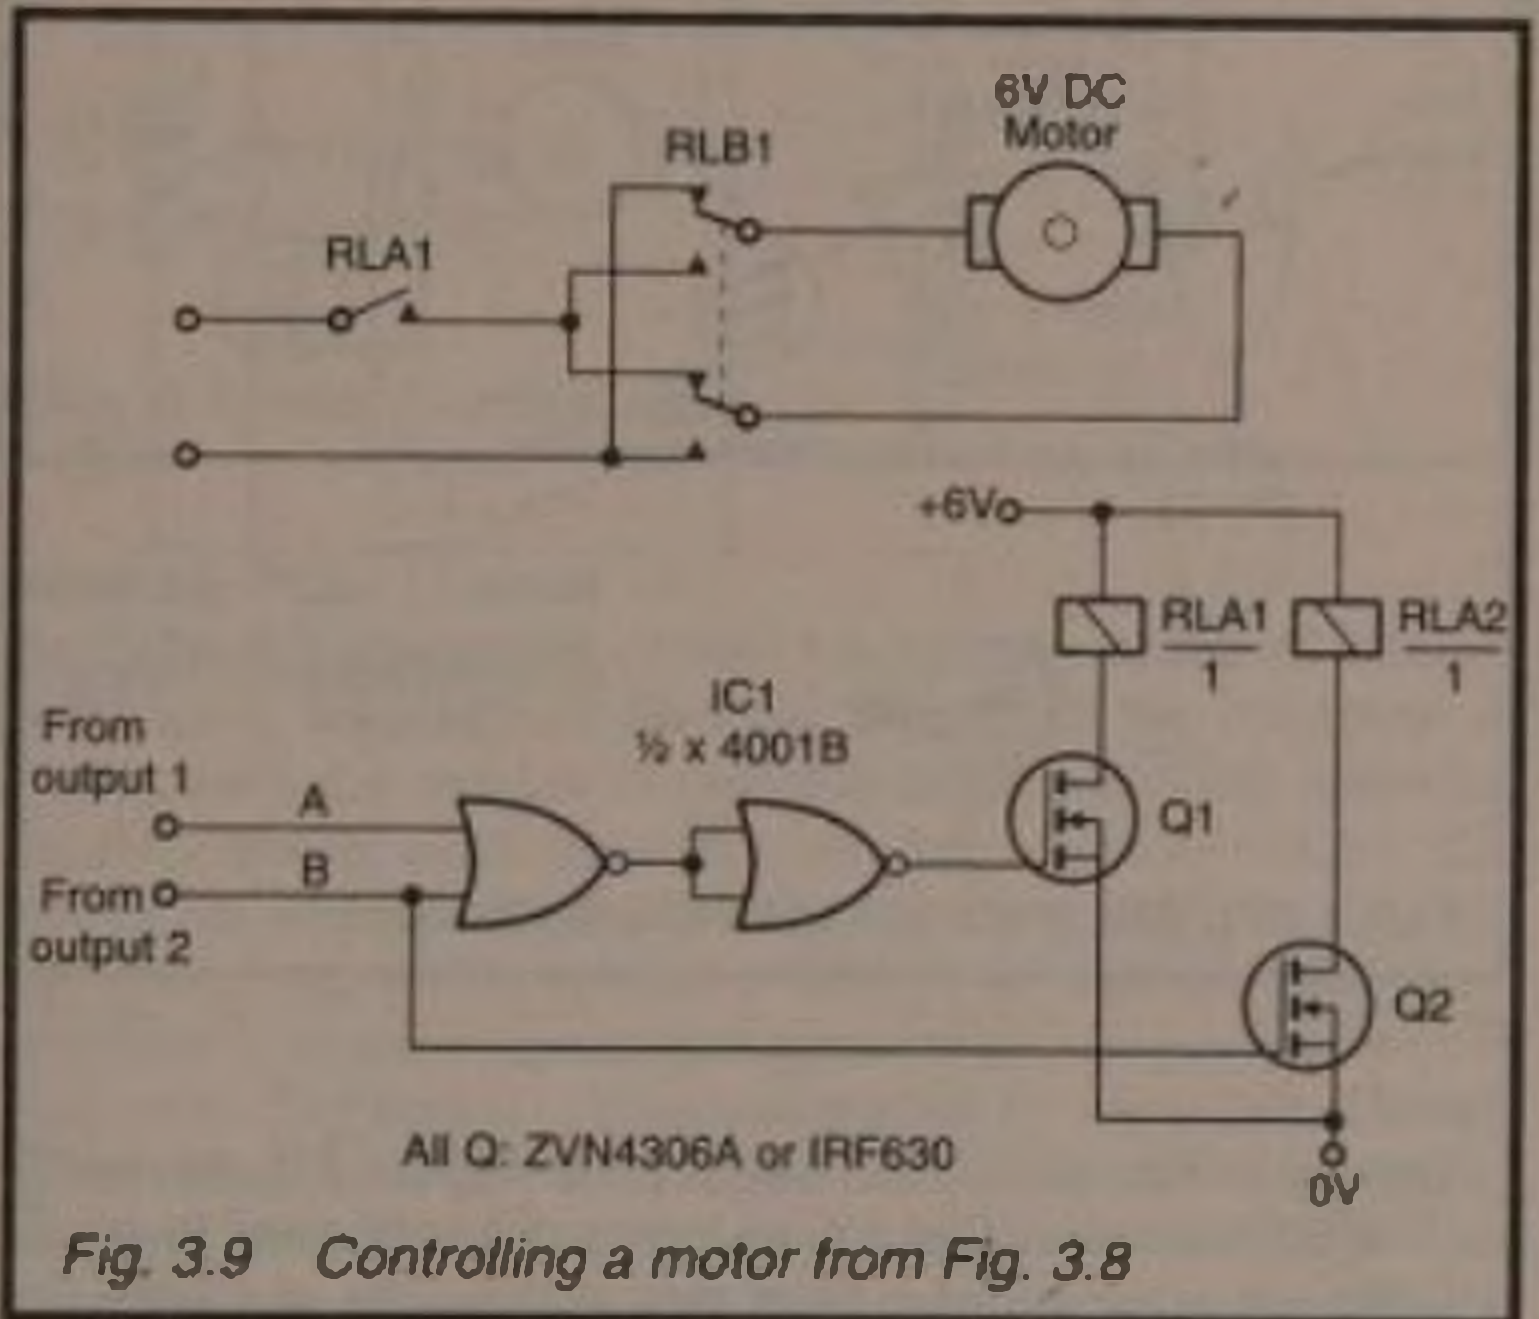 6V DC
Motor
RLB1
RLA1
+6V
RLA1
1
RLA2
1
IC1
½ x 4001B
From
output 1
A
B
From
output 2
Q1
Q2
All Q: ZVN4306A or IRF630
0V
Fig. 3.9 Controlling a motor from Fig. 3.8